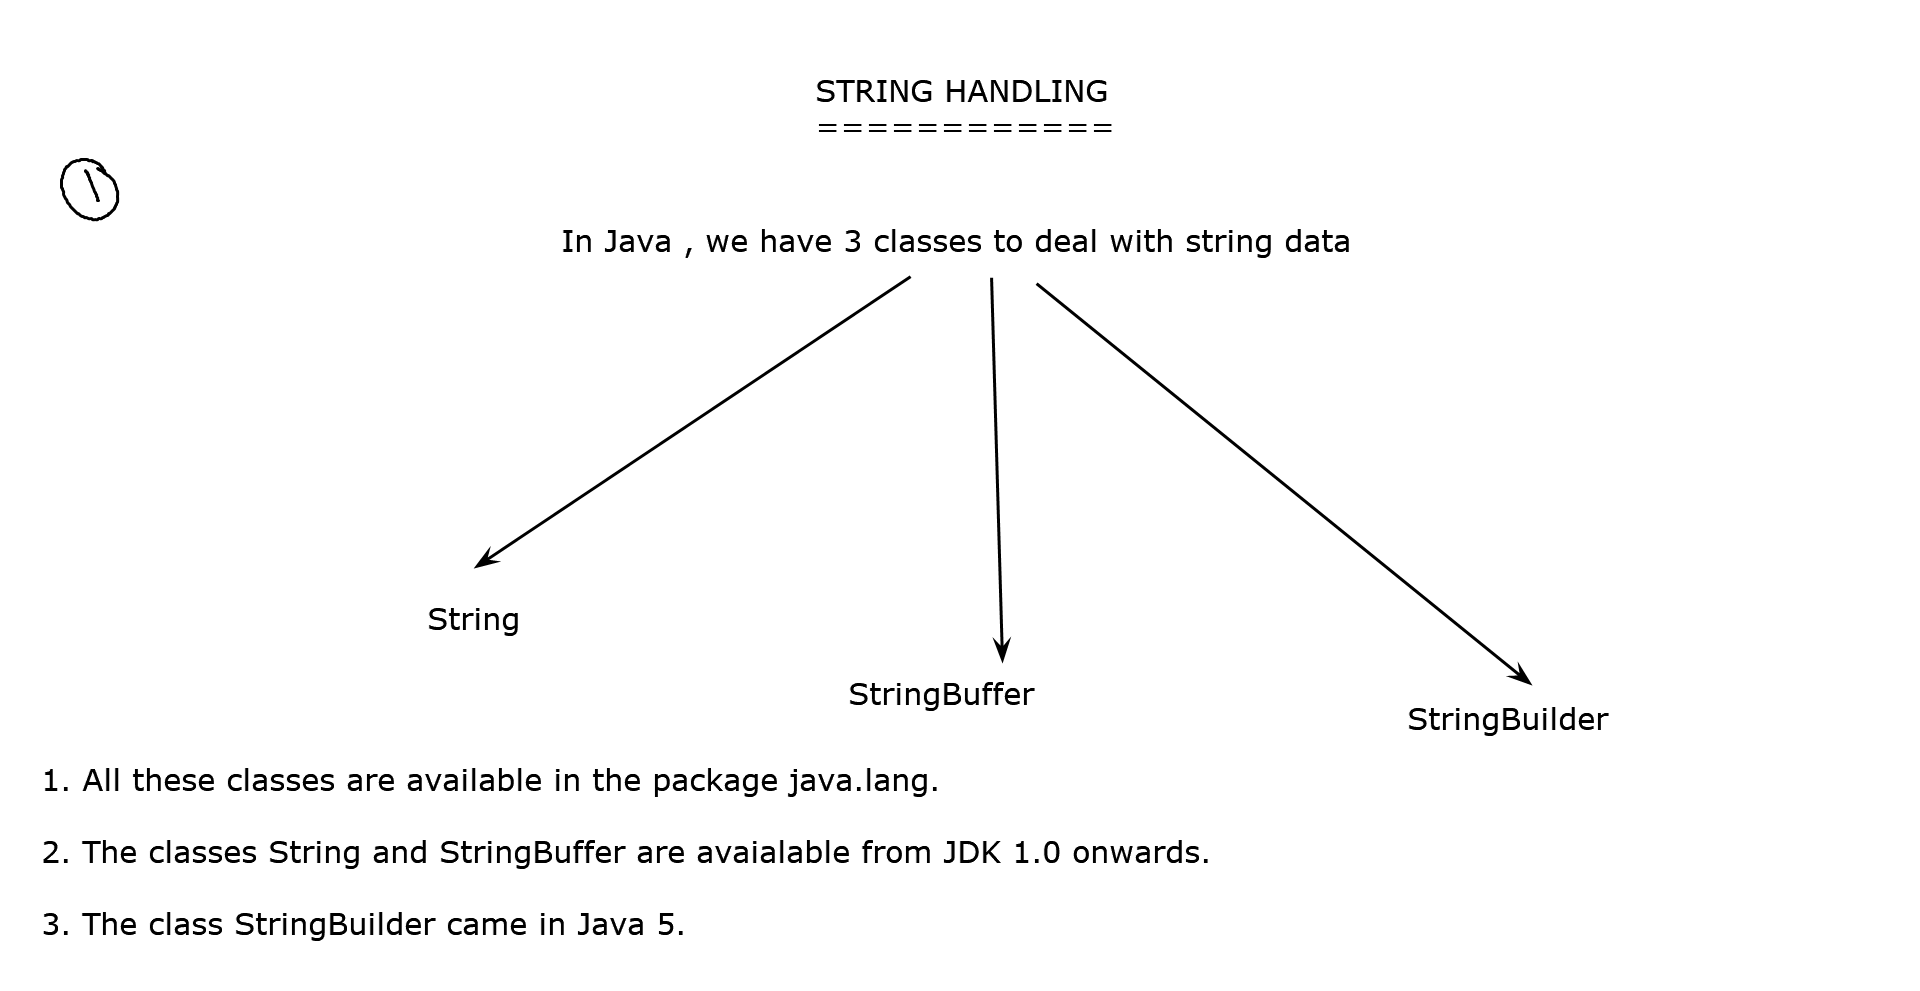 STRING HANDLING
============
1
In Java , we have 3 classes to deal with string data
String
StringBuffer
StringBuilder
1. All these classes are available in the package java.lang.
2. The classes String and StringBuffer are avaialable from JDK 1.0 onwards.
3. The class StringBuilder came in Java 5.